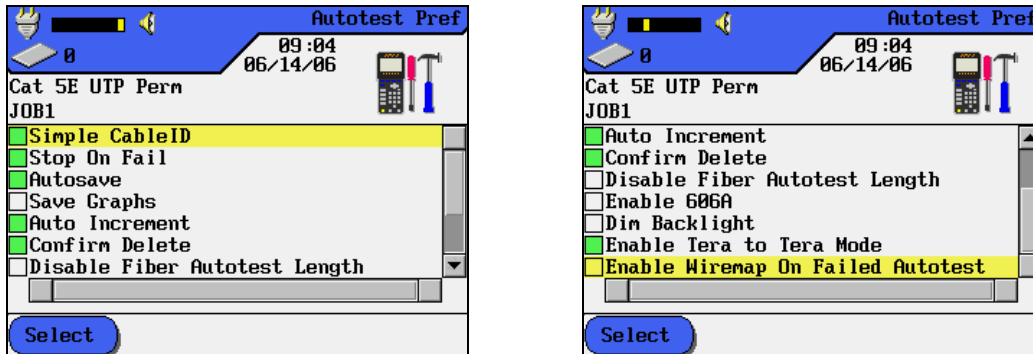 Autotest Pref
0
09:04
06/14/06
Cat 5E UTP Perm
JOB1
Simple CableID
Stop On Fail
Autosave
Save Graphs
Auto Increment
Confirm Delete
Disable Fiber Autotest Length
Select
Autotest Pref
0
09:04
06/14/06
Cat 5E UTP Perm
JOB1
Auto Increment
Confirm Delete
Disable Fiber Autotest Length
Enable 606A
Dim Backlight
Enable Tera to Tera Mode
Enable Wiremap On Failed Autotest
Select